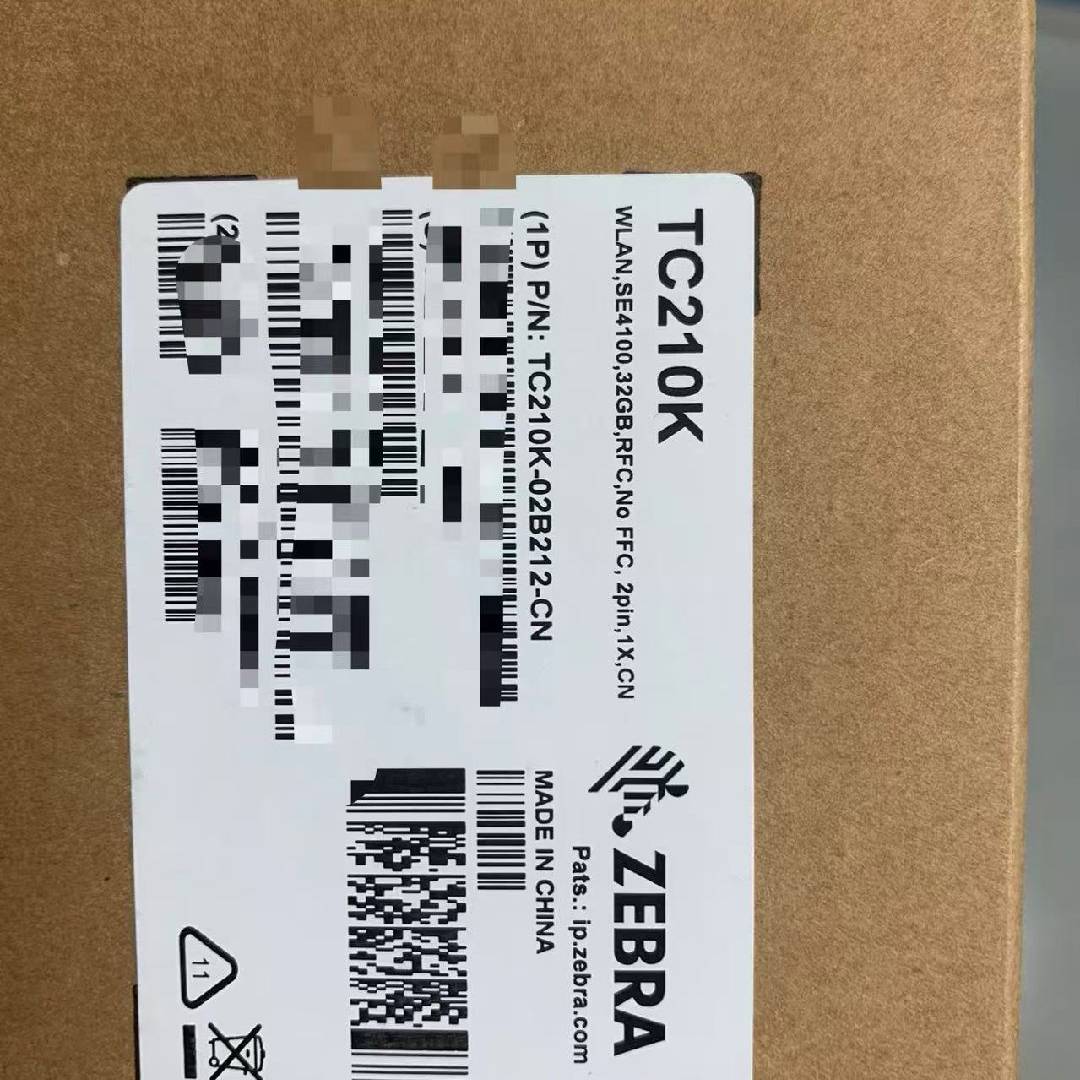 TC210K
WLAN,SE4100,32GB,RFC,No FFC, 2pin,1X,CN
(1P) P/N: TC210K-02B212-CN
(2
ZEBRA
Pats.: ip.zebra.com
MADE IN CHINA
11